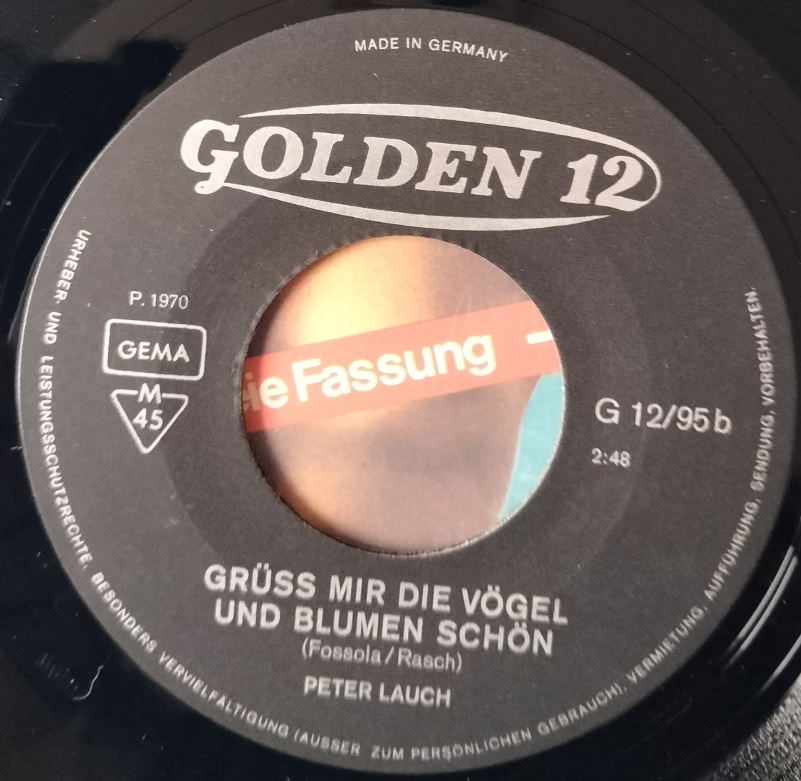 MADE IN GERMANY
GOLDEN 12
P. 1970
GEMA
M
45
ie Fassung
G 12/95 b
2:48
GRÜSS MIR DIE VÖGEL
UND BLUMEN SCHÖN
(Fossola/Rasch)
PETER LAUCH
URHEBER- UND LEISTUNGSSCHUTZRECHTE, BESONDERS VERVIELFÄLTIGUNG (AUSSER ZUM PERSÖNLICHEN GEBRAUCH), VERMIETUNG, AUFFÜHRUNG, SENDUNG, VORBEHALTEN.